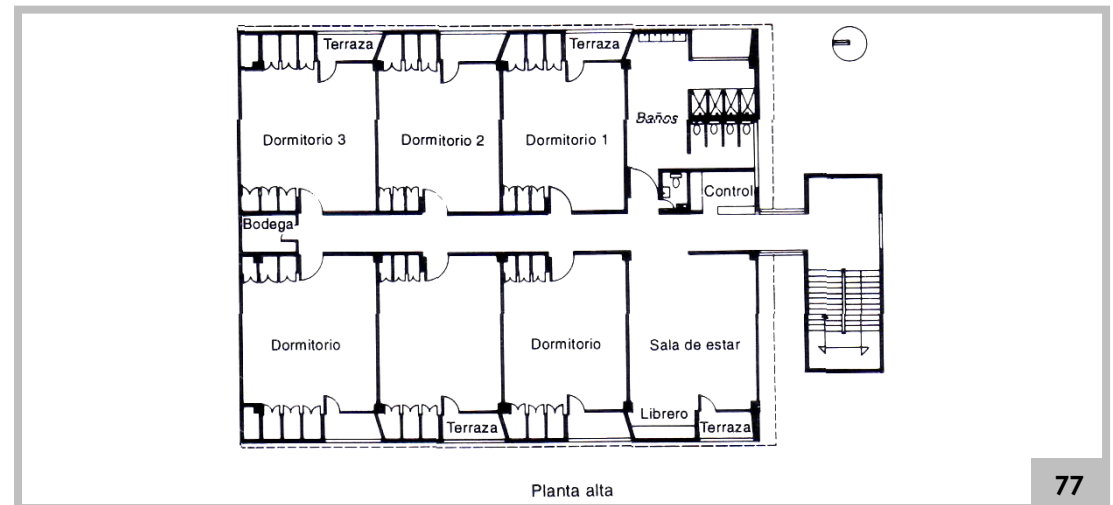 Terraza
Terraza
Dormitorio 3
Dormitorio 2
Dormitorio 1
Baños
Control
Bodega
Dormitorio
Dormitorio
Sala de estar
Librero
Terraza
Terraza
Planta alta
77